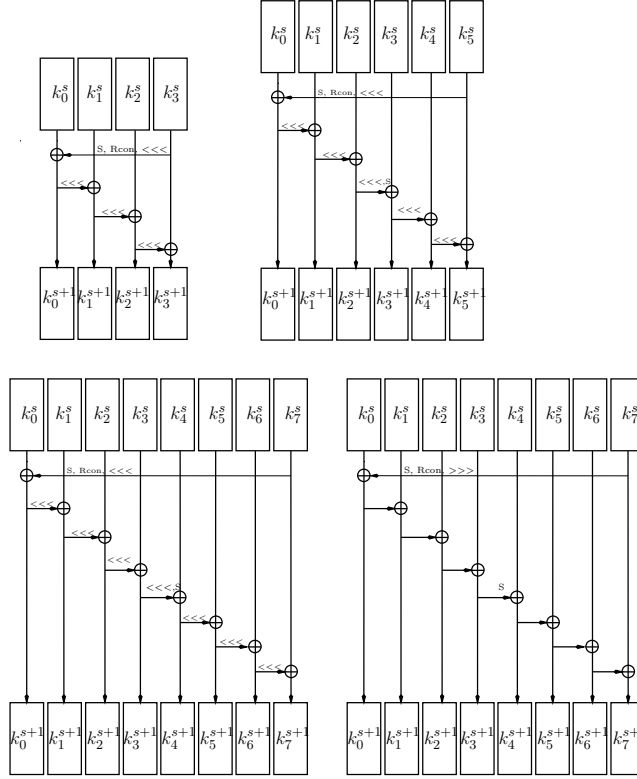 k_0^s k_1^s k_2^s k_3^s
S, Rcon, <<<
<<<
<<<
<<<
k_0^{s+1} k_1^{s+1} k_2^{s+1} k_3^{s+1}
k_0^s k_1^s k_2^s k_3^s k_4^s k_5^s
S, Rcon, <<<
<<<
<<<
<<<,S
<<<
<<<
k_0^{s+1} k_1^{s+1} k_2^{s+1} k_3^{s+1} k_4^{s+1} k_5^{s+1}
k_0^s k_1^s k_2^s k_3^s k_4^s k_5^s k_6^s k_7^s
S, Rcon, <<<
<<<
<<<
<<<
<<<,S
<<<
<<<
<<<
k_0^{s+1} k_1^{s+1} k_2^{s+1} k_3^{s+1} k_4^{s+1} k_5^{s+1} k_6^{s+1} k_7^{s+1}
k_0^s k_1^s k_2^s k_3^s k_4^s k_5^s k_6^s k_7^s
S, Rcon, >>>
S
k_0^{s+1} k_1^{s+1} k_2^{s+1} k_3^{s+1} k_4^{s+1} k_5^{s+1} k_6^{s+1} k_7^{s+1}